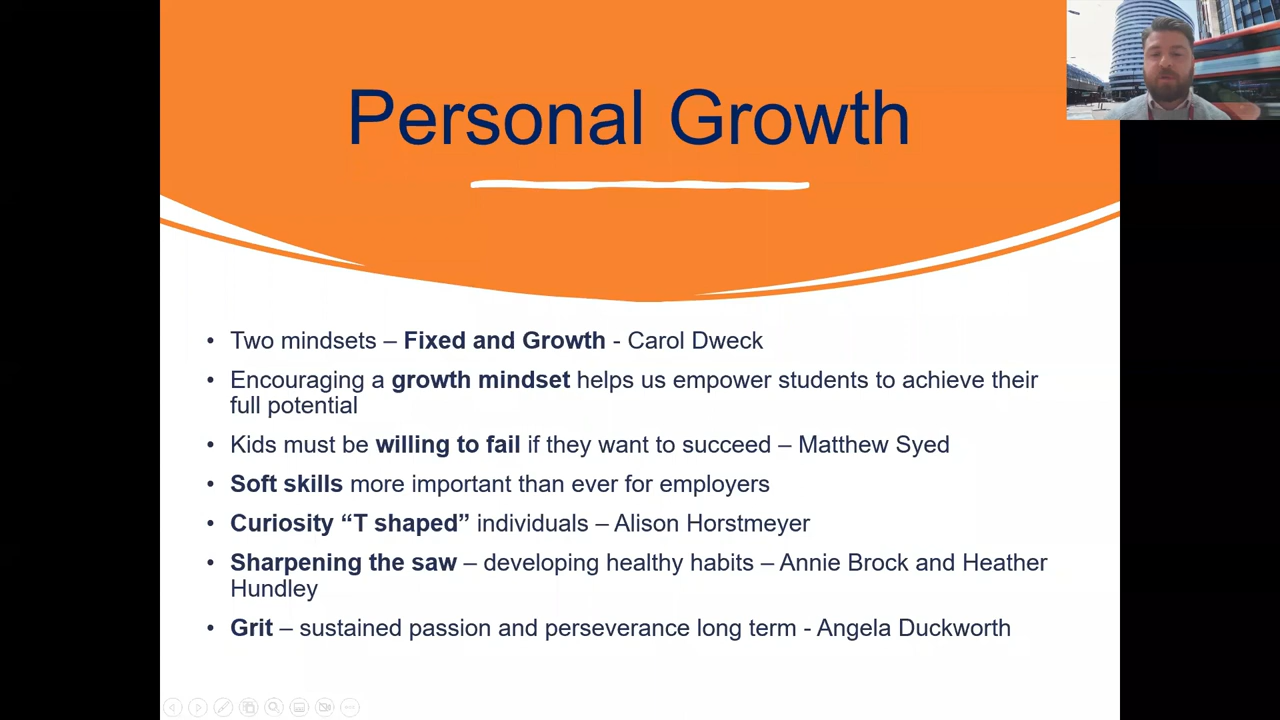 Personal Growth
• Two mindsets – Fixed and Growth - Carol Dweck
• Encouraging a growth mindset helps us empower students to achieve their
full potential
• Kids must be willing to fail if they want to succeed – Matthew Syed
• Soft skills more important than ever for employers
• Curiosity “T shaped” individuals – Alison Horstmeyer
• Sharpening the saw – developing healthy habits – Annie Brock and Heather
Hundley
• Grit – sustained passion and perseverance long term - Angela Duckworth